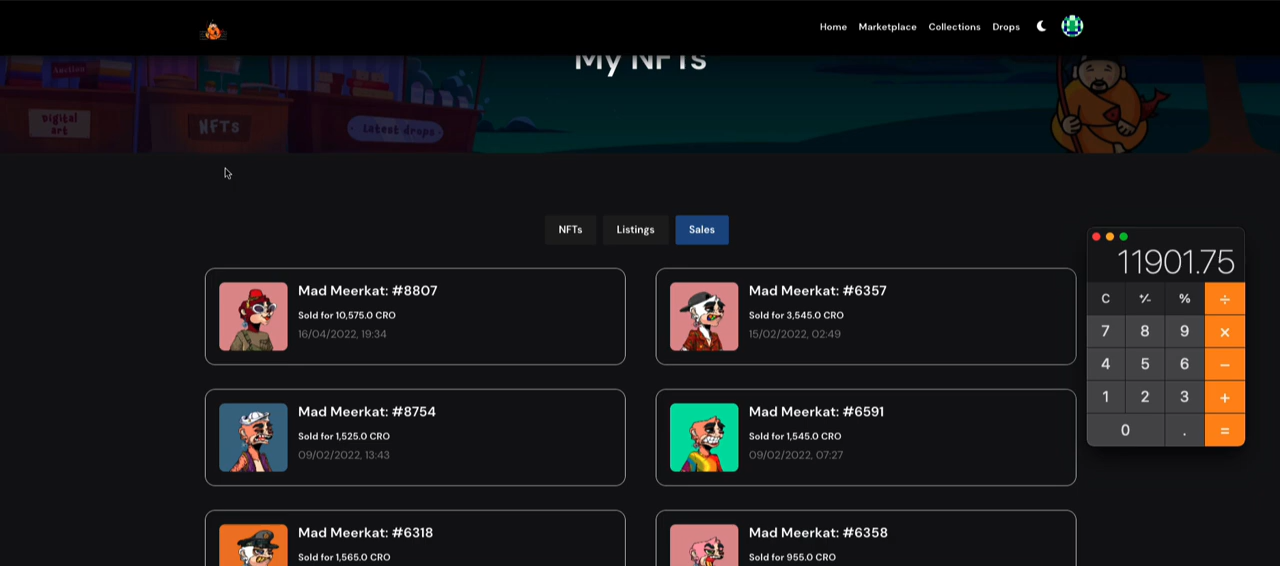 Home Marketplace Collections Drops
My NFTs
Auction
Digital art
NFTs
Latest drops
NFTs Listings Sales
Mad Meerkat: #8807
Sold for 10,575.0 CRO
16/04/2022, 19:34
Mad Meerkat: #6357
Sold for 3,545.0 CRO
15/02/2022, 02:49
Mad Meerkat: #8754
Sold for 1,525.0 CRO
09/02/2022, 13:43
Mad Meerkat: #6591
Sold for 1,545.0 CRO
09/02/2022, 07:27
Mad Meerkat: #6318
Sold for 1,565.0 CRO
Mad Meerkat: #6358
Sold for 955.0 CRO
11901.75
C +⁄- % ÷
7 8 9 ×
4 5 6 −
1 2 3 +
0 . =